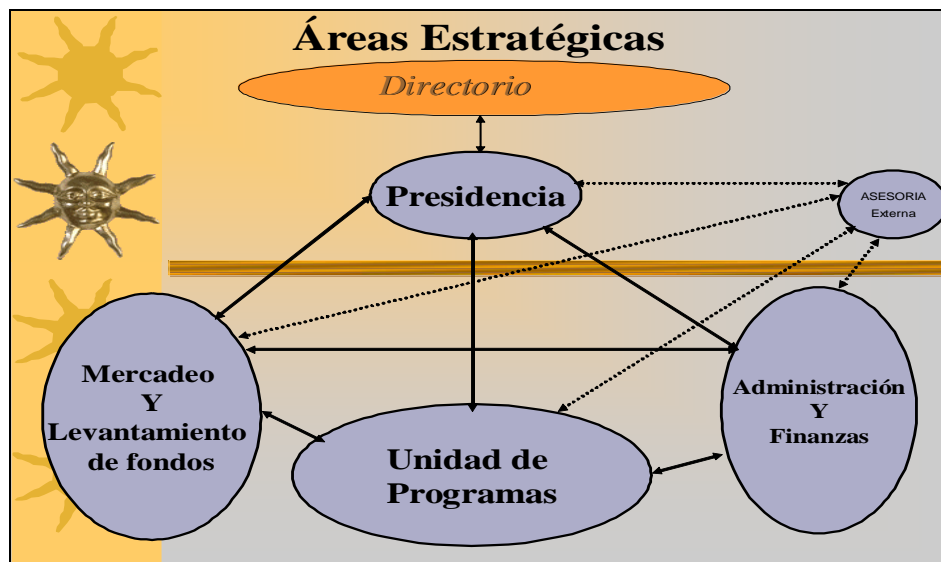 Áreas Estratégicas
Directorio
Presidencia
ASESORIA
Externa
Mercadeo
Y
Levantamiento
de fondos
Unidad de
Programas
Administración
Y
Finanzas